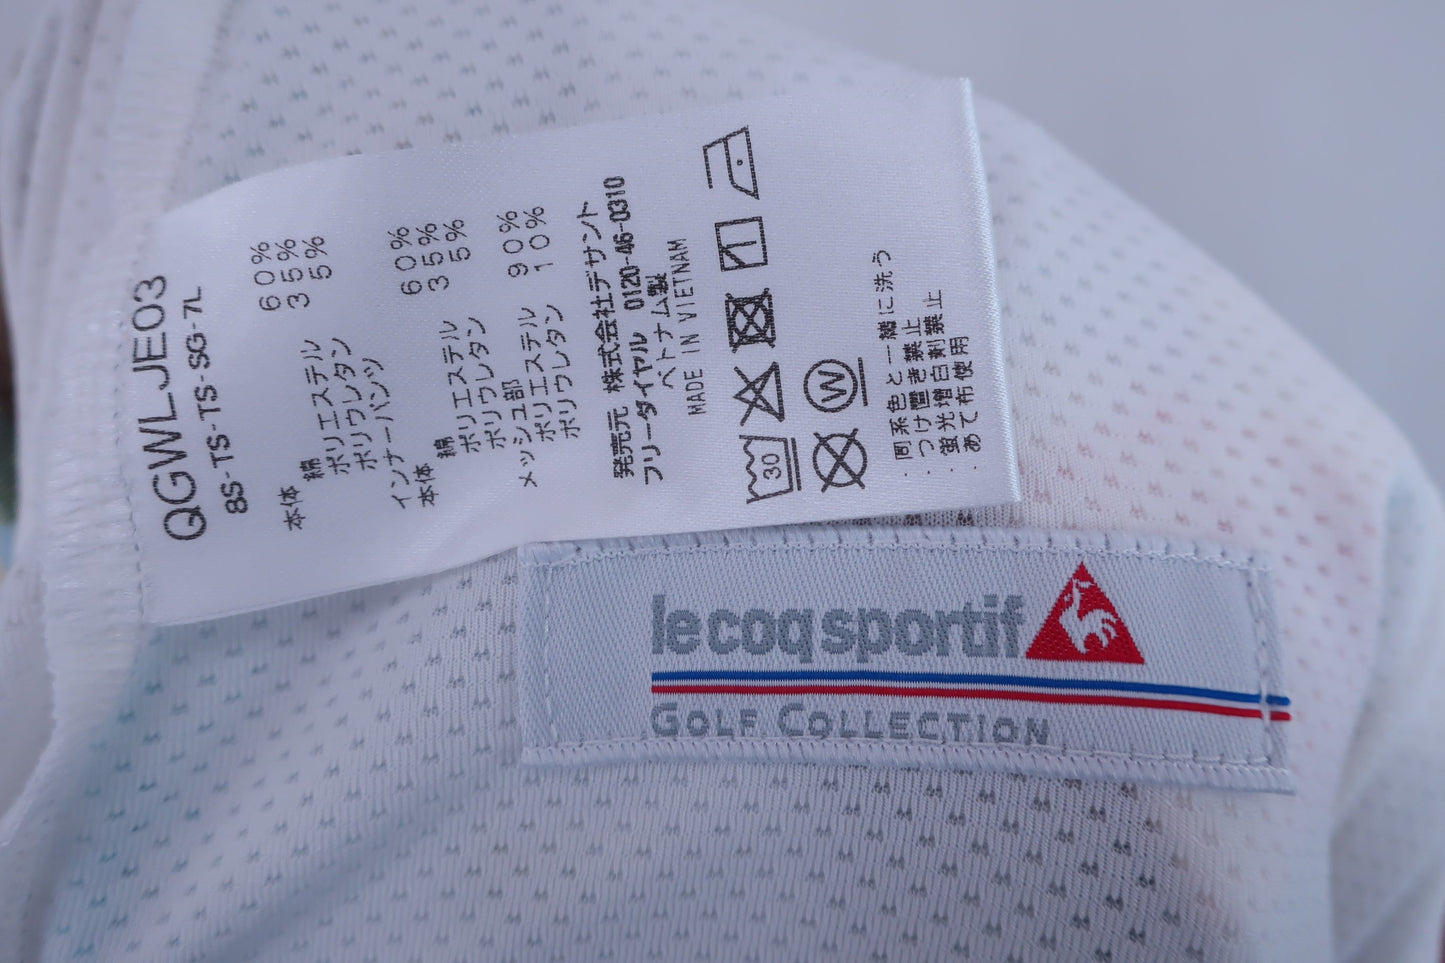 QGWLJE03
8S-TS-TS-SG-7L
本体
綿 60%
ポリエステル 35%
ポリウレタン 5%
インナーパンツ
本体
綿 60%
ポリエステル 35%
ポリウレタン 5%
メッシュ部
ポリエステル 90%
ポリウレタン 10%
発売元 株式会社デサント
フリーダイヤル 0120-46-0310
ベトナム製
MADE IN VIETNAM
30
W
・同系色と一緒に洗う
・つけ置き禁止
・蛍光増白剤禁止
・あて布使用
le coq sportif
GOLF COLLECTION